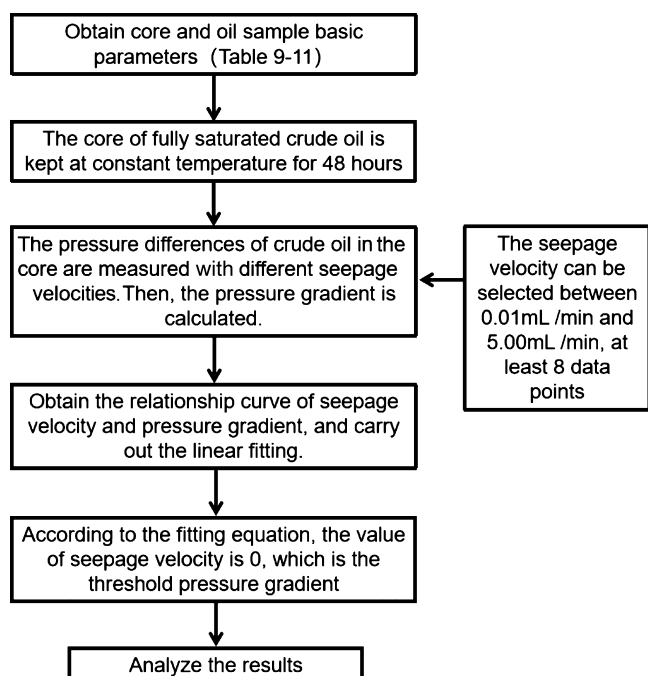 Obtain core and oil sample basic
parameters (Table 9-11)
The core of fully saturated crude oil is
kept at constant temperature for 48 hours
The pressure differences of crude oil in the
core are measured with different seepage
velocities.Then, the pressure gradient is
calculated.
The seepage
velocity can be
selected between
0.01mL /min and
5.00mL /min, at
least 8 data
points
Obtain the relationship curve of seepage
velocity and pressure gradient, and carry
out the linear fitting.
According to the fitting equation, the value
of seepage velocity is 0, which is the
threshold pressure gradient
Analyze the results